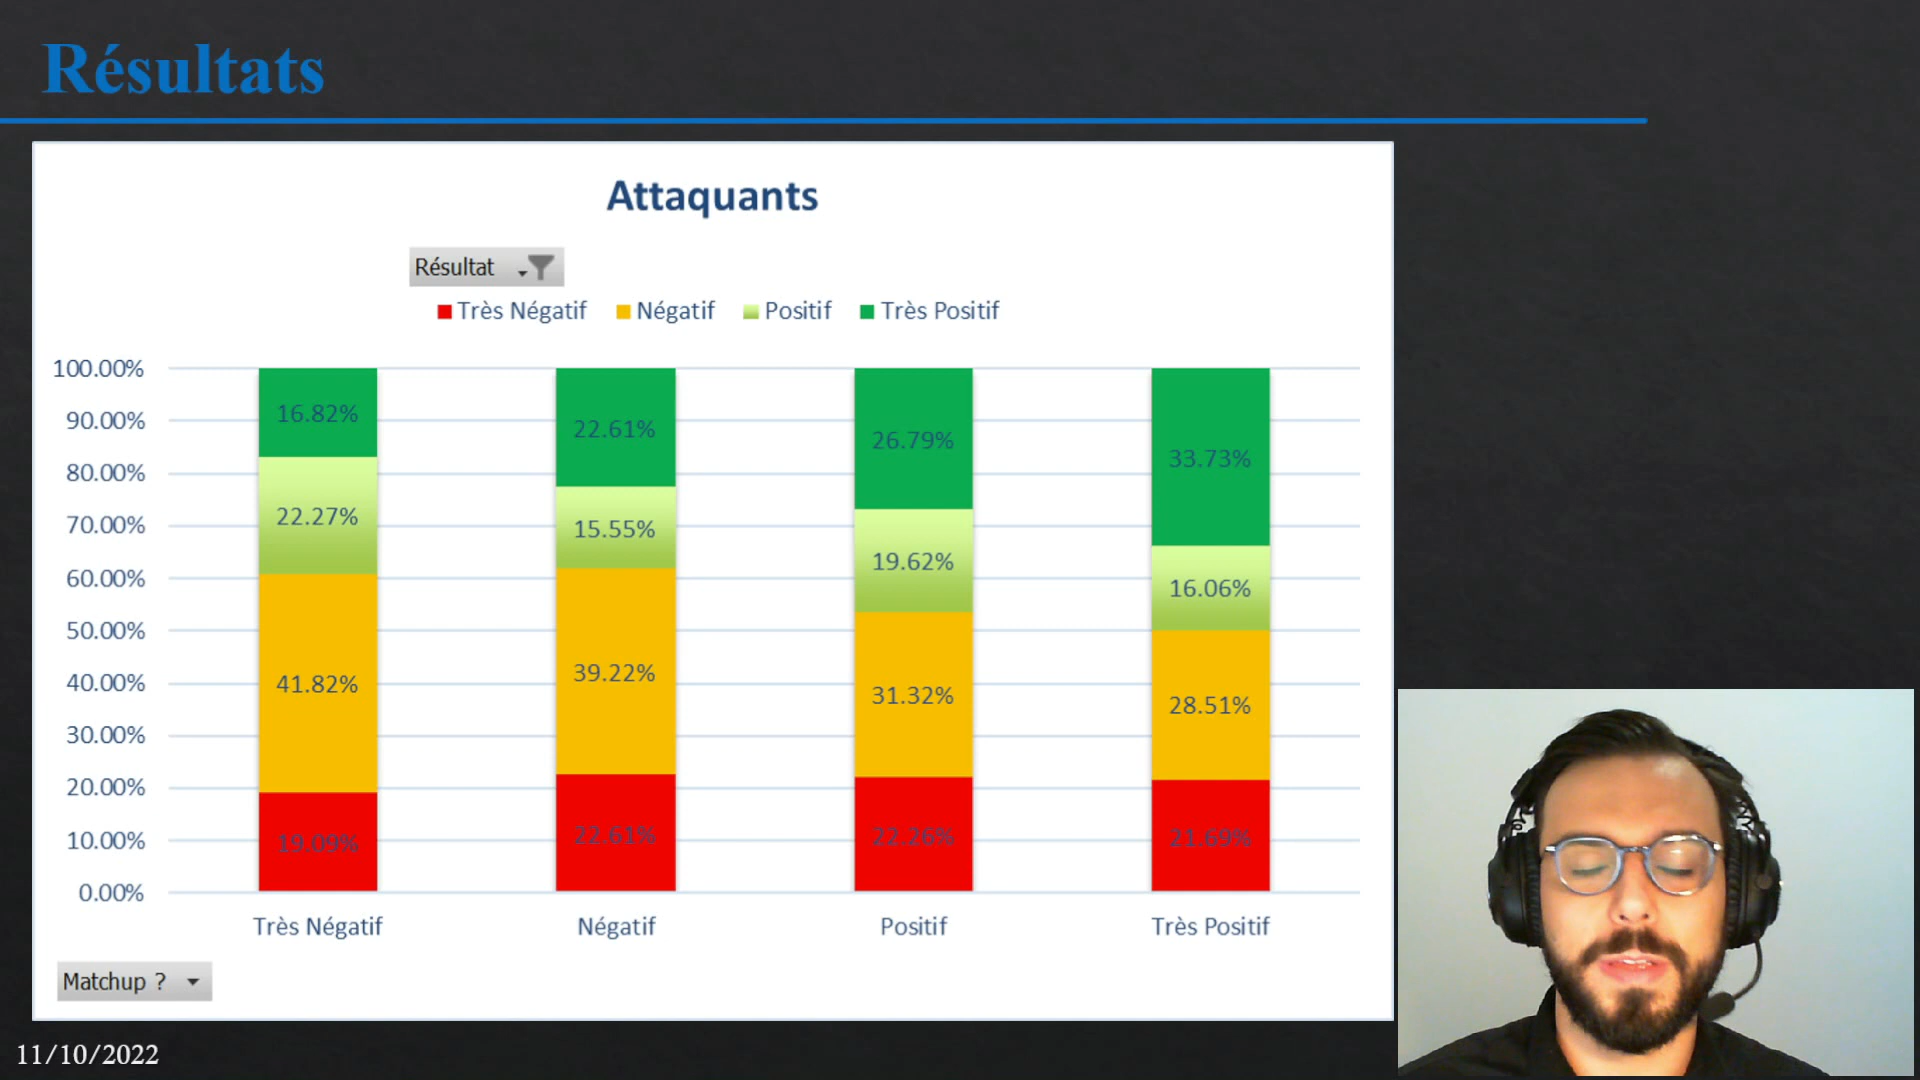 Résultats
Attaquants
Résultat
Très Négatif Négatif Positif Très Positif
100.00%
90.00%
80.00%
70.00%
60.00%
50.00%
40.00%
30.00%
20.00%
10.00%
0.00%
16.82% 22.61% 26.79% 33.73%
22.27% 15.55% 19.62% 16.06%
41.82% 39.22% 31.32% 28.51%
19.09% 22.61% 22.26% 21.69%
Très Négatif Négatif Positif Très Positif
Matchup ?
11/10/2022